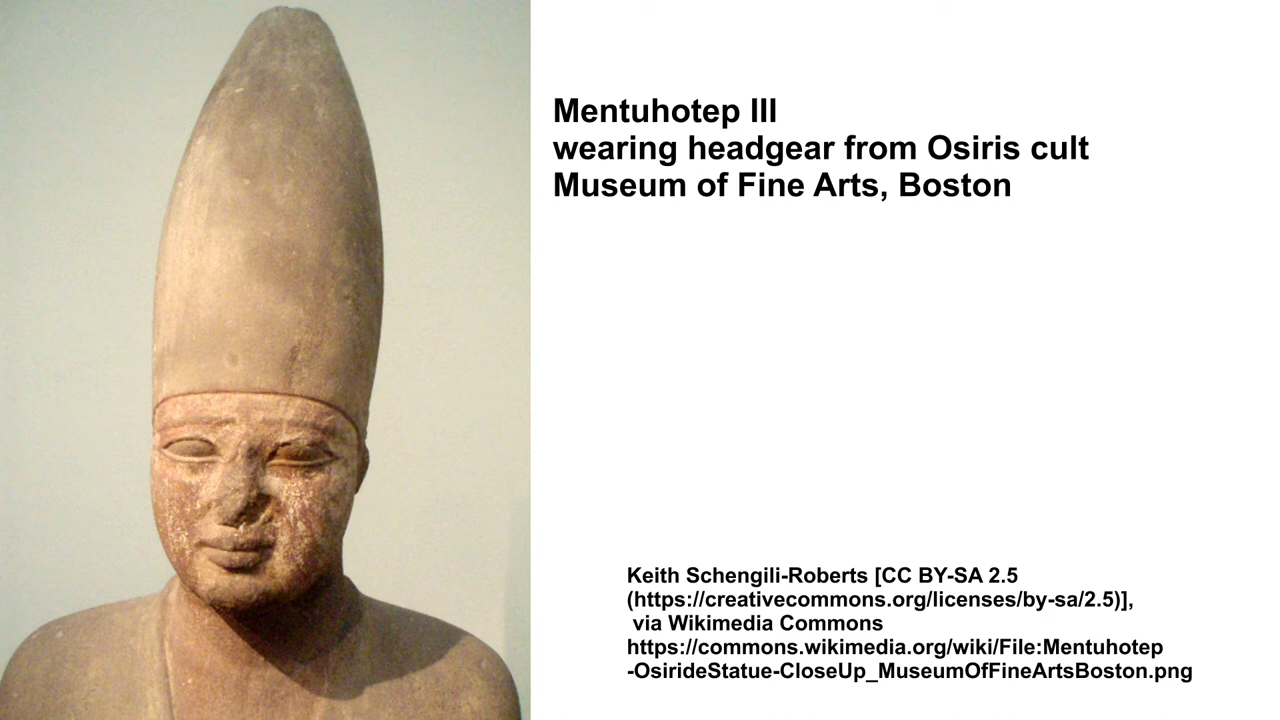 Mentuhotep III
wearing headgear from Osiris cult
Museum of Fine Arts, Boston
Keith Schengili-Roberts [CC BY-SA 2.5
(https://creativecommons.org/licenses/by-sa/2.5)],
via Wikimedia Commons
https://commons.wikimedia.org/wiki/File:Mentuhotep
-OsirideStatue-CloseUp_MuseumOfFineArtsBoston.png